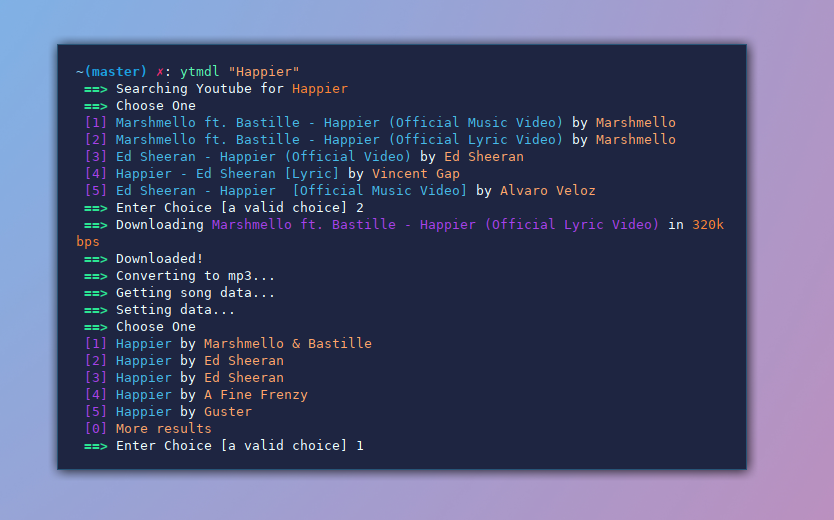 ~(master) ✗: ytmdl "Happier"
==> Searching Youtube for Happier
==> Choose One
[1] Marshmello ft. Bastille - Happier (Official Music Video) by Marshmello
[2] Marshmello ft. Bastille - Happier (Official Lyric Video) by Marshmello
[3] Ed Sheeran - Happier (Official Video) by Ed Sheeran
[4] Happier - Ed Sheeran [Lyric] by Vincent Gap
[5] Ed Sheeran - Happier  [Official Music Video] by Alvaro Veloz
==> Enter Choice [a valid choice] 2
==> Downloading Marshmello ft. Bastille - Happier (Official Lyric Video) in 320k
bps
==> Downloaded!
==> Converting to mp3...
==> Getting song data...
==> Setting data...
==> Choose One
[1] Happier by Marshmello & Bastille
[2] Happier by Ed Sheeran
[3] Happier by Ed Sheeran
[4] Happier by A Fine Frenzy
[5] Happier by Guster
[0] More results
==> Enter Choice [a valid choice] 1